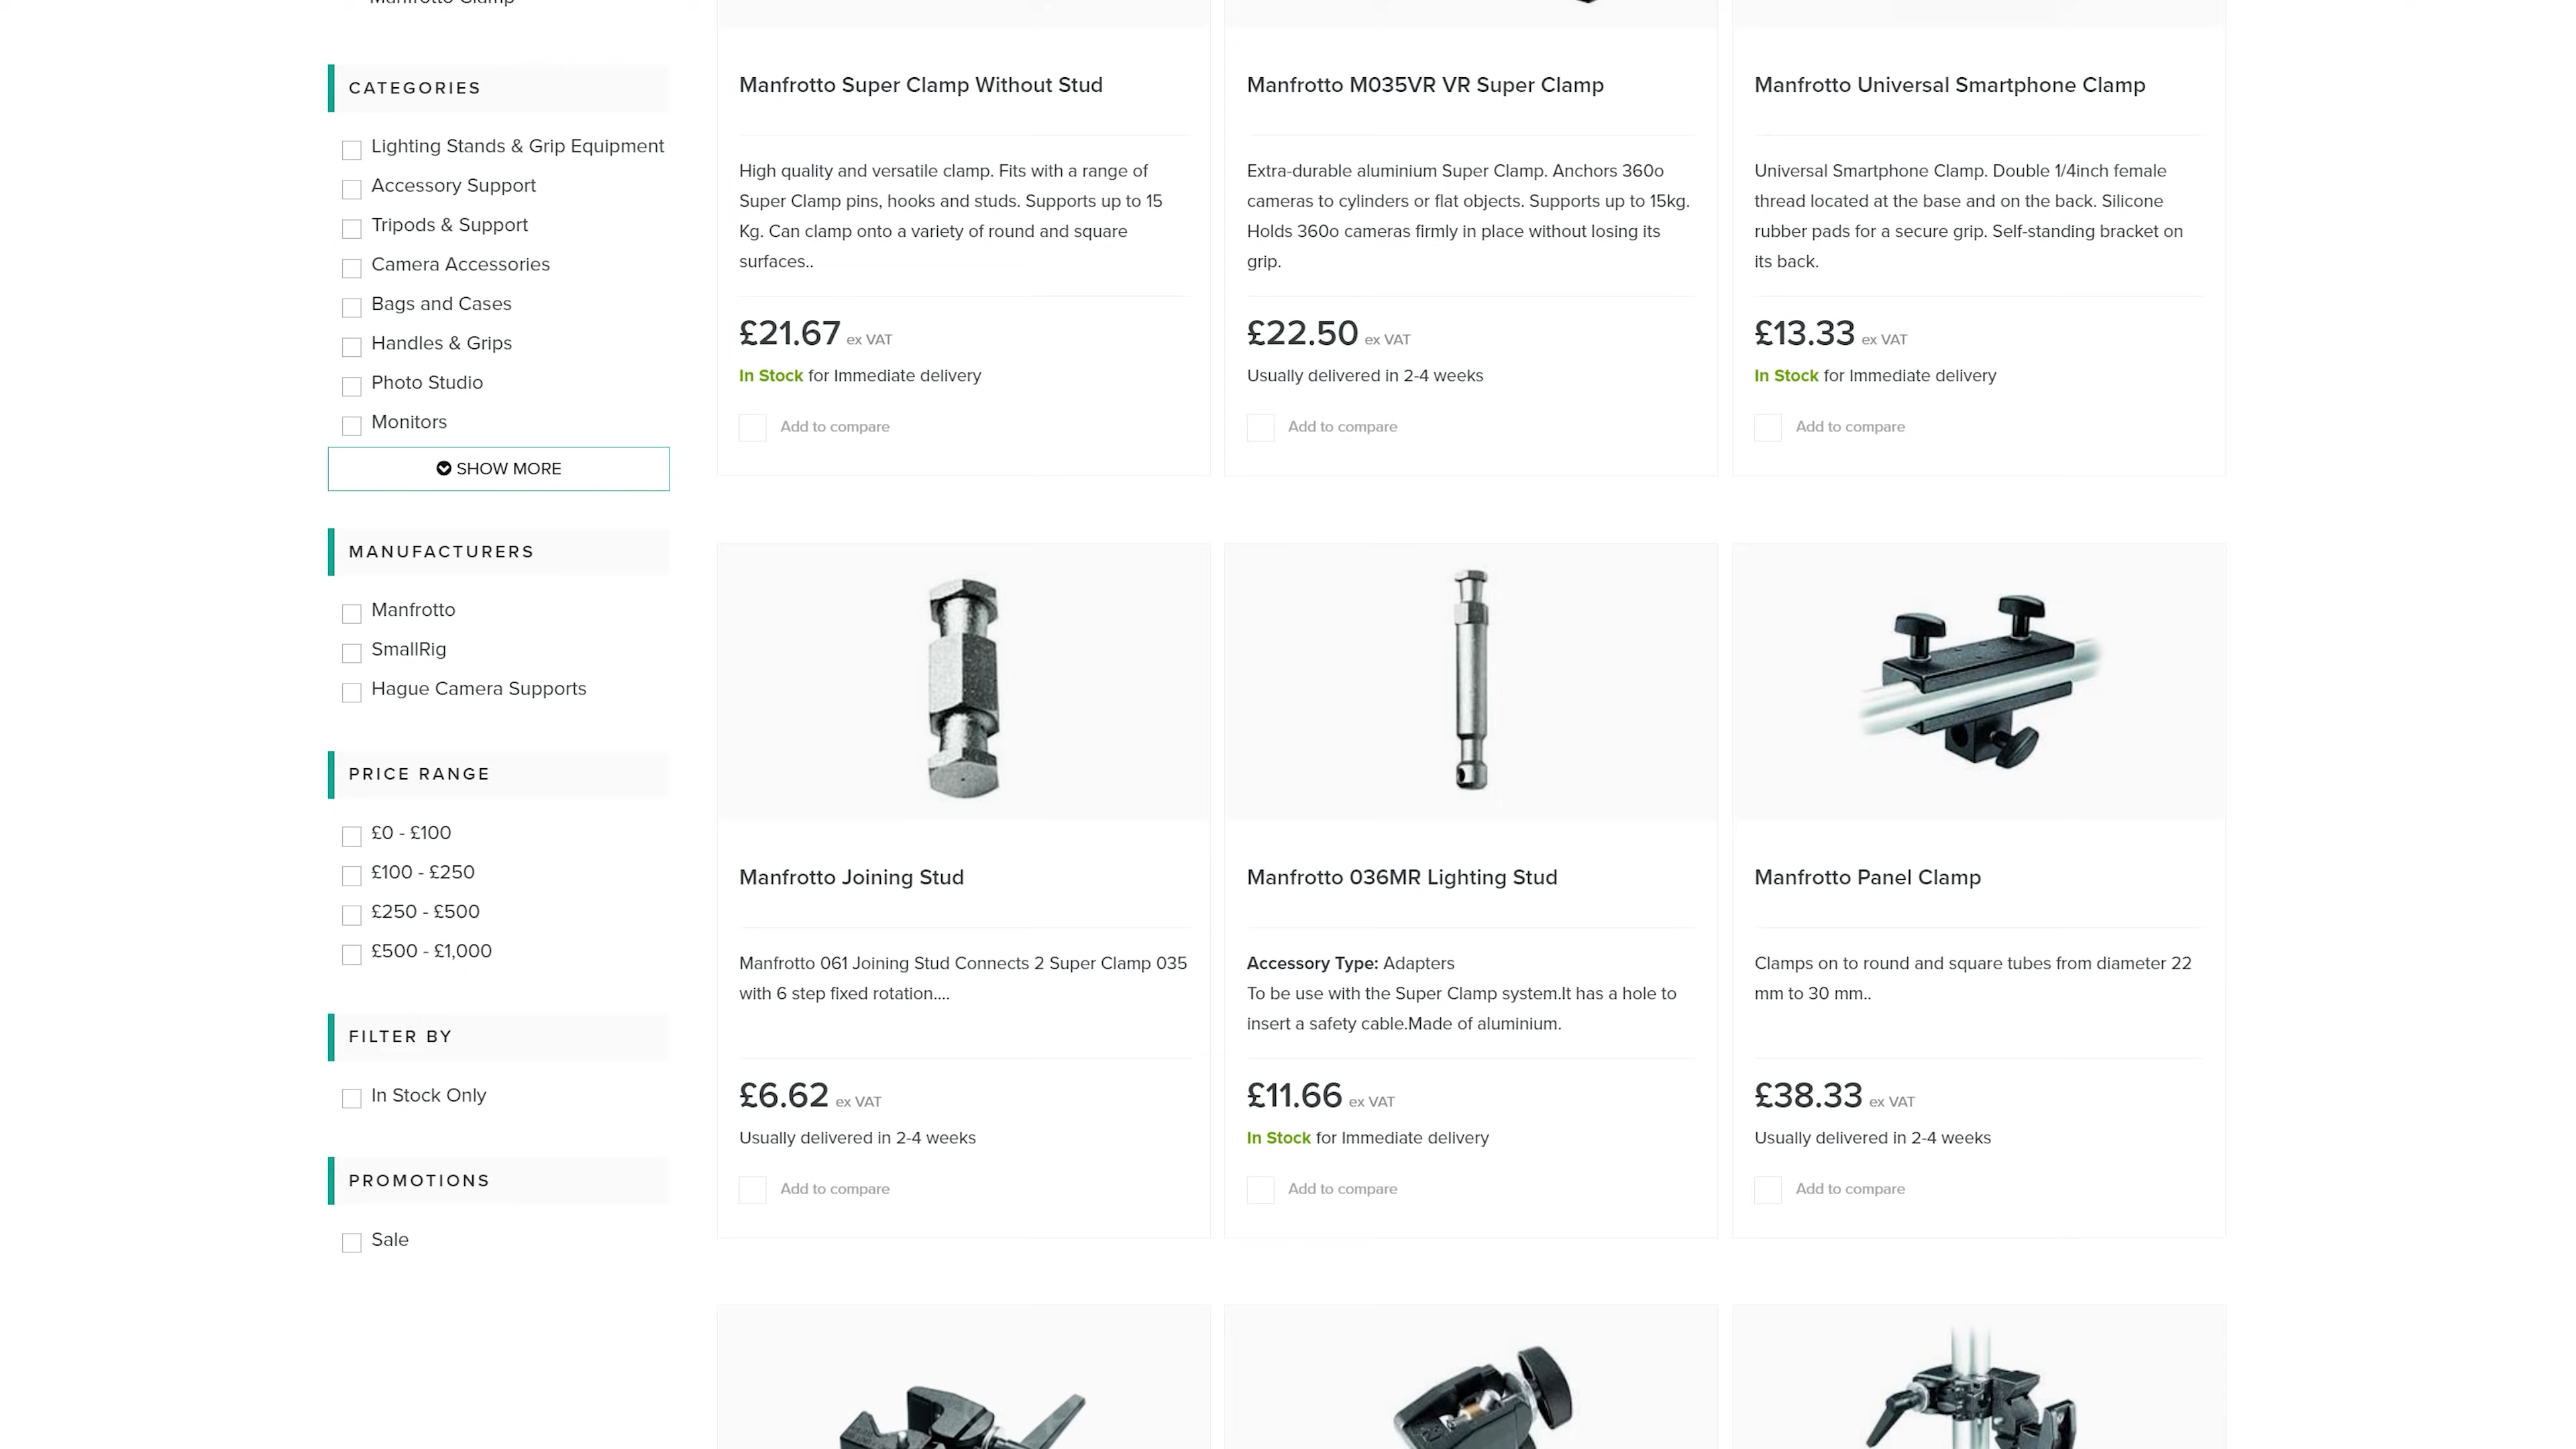 CATEGORIES
Lighting Stands & Grip Equipment
Accessory Support
Tripods & Support
Camera Accessories
Bags and Cases
Handles & Grips
Photo Studio
Monitors
SHOW MORE
MANUFACTURERS
Manfrotto
SmallRig
Hague Camera Supports
PRICE RANGE
£0 - £100
£100 - £250
£250 - £500
£500 - £1,000
FILTER BY
In Stock Only
PROMOTIONS
Sale
Manfrotto Super Clamp Without Stud
High quality and versatile clamp. Fits with a range of
Super Clamp pins, hooks and studs. Supports up to 15
Kg. Can clamp onto a variety of round and square
surfaces..
£21.67 ex VAT
In Stock for Immediate delivery
Add to compare
Manfrotto M035VR VR Super Clamp
Extra-durable aluminium Super Clamp. Anchors 360o
cameras to cylinders or flat objects. Supports up to 15kg.
Holds 360o cameras firmly in place without losing its
grip.
£22.50 ex VAT
Usually delivered in 2-4 weeks
Add to compare
Manfrotto Universal Smartphone Clamp
Universal Smartphone Clamp. Double 1/4inch female
thread located at the base and on the back. Silicone
rubber pads for a secure grip. Self-standing bracket on
its back.
£13.33 ex VAT
In Stock for Immediate delivery
Add to compare
Manfrotto Joining Stud
Manfrotto 061 Joining Stud Connects 2 Super Clamp 035
with 6 step fixed rotation....
£6.62 ex VAT
Usually delivered in 2-4 weeks
Add to compare
Manfrotto 036MR Lighting Stud
Accessory Type: Adapters
To be use with the Super Clamp system.It has a hole to
insert a safety cable.Made of aluminium.
£11.66 ex VAT
In Stock for Immediate delivery
Add to compare
Manfrotto Panel Clamp
Clamps on to round and square tubes from diameter 22
mm to 30 mm..
£38.33 ex VAT
Usually delivered in 2-4 weeks
Add to compare